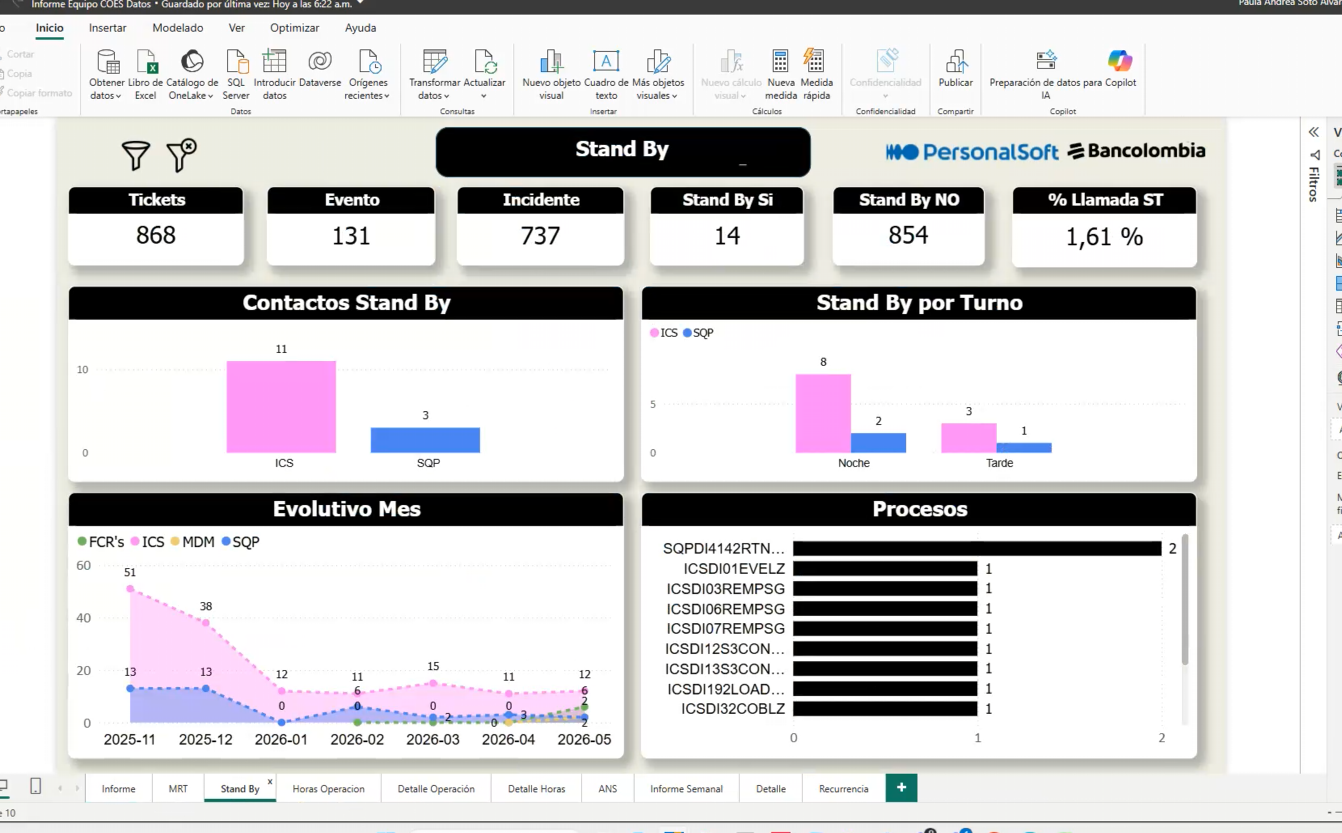 Informe Equipo COES Datos • Guardado por última vez: Hoy a las 6:22 a.m.
Paula Andrea Soto
Inicio Insertar Modelado Ver Optimizar Ayuda
Cortar
Copia
Copiar formato
Obtener datos
Libro de Excel
Catálogo de OneLake
SQL Server
Introducir datos
Dataverse
Orígenes recientes
Transformar datos
Actualizar
Nuevo objeto visual
Cuadro de texto
Más objetos visuales
Nuevo cálculo visual
Nueva medida
Medida rápida
Confidencialidad
Publicar
Preparación de datos para IA
Copilot
Datos Consultas Insertar Cálculos Confidencialidad Compartir Copilot
Stand By
PersonalSoft Bancolombia
Filtros
Tickets
868
Evento
131
Incidente
737
Stand By Si
14
Stand By NO
854
% Llamada ST
1,61 %
Contactos Stand By
11
10
3
0
ICS SQP
Stand By por Turno
ICS SQP
8
5
3
2
1
0
Noche Tarde
Evolutivo Mes
FCR's ICS MDM SQP
60
51
40
38
20
13 13 12 11 15 11 12
6 6
0 0 0 0 2
0
2 0 3 2
2025-11 2025-12 2026-01 2026-02 2026-03 2026-04 2026-05
Procesos
SQPDI4142RTN... 2
ICSDI01EVELZ 1
ICSDI03REMPSG 1
ICSDI06REMPSG 1
ICSDI07REMPSG 1
ICSDI12S3CON... 1
ICSDI13S3CON... 1
ICSDI192LOAD... 1
ICSDI32COBLZ 1
0 1 2
Informe MRT Stand By x Horas Operacion Detalle Operación Detalle Horas ANS Informe Semanal Detalle Recurrencia +
10